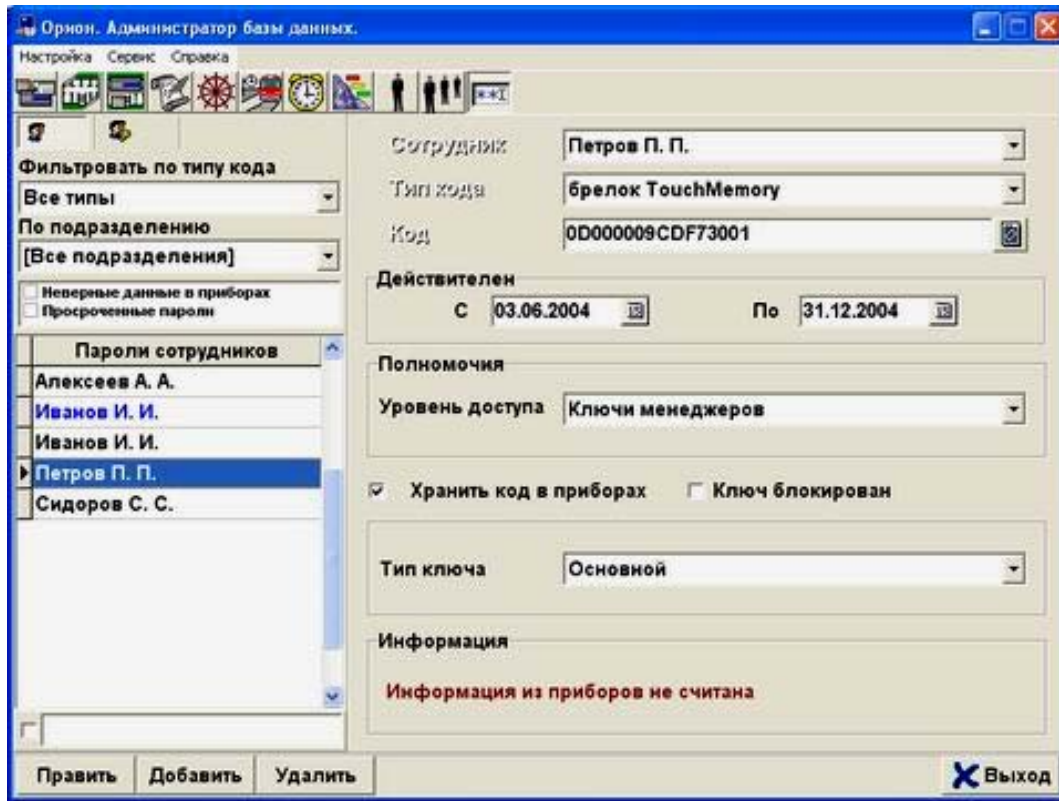 Орион. Администратор базы данных.
Настройка Сервис Справка
**I
Фильтровать по типу кода
Все типы
По подразделению
[Все подразделения]
Неверные данные в приборах
Просроченные пароли
Пароли сотрудников
Алексеев А. А.
Иванов И. И.
Иванов И. И.
Петров П. П.
Сидоров С. С.
Сотрудник Петров П. П.
Тип кода брелок TouchMemory
Код 0D000009CDF73001
Действителен
С 03.06.2004 По 31.12.2004
Полномочия
Уровень доступа Ключи менеджеров
Хранить код в приборах Ключ блокирован
Тип ключа Основной
Информация
Информация из приборов не считана
Править Добавить Удалить Выход